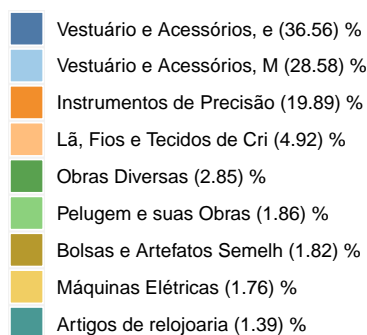 Vestuário e Acessórios, e (36.56) %
Vestuário e Acessórios, M (28.58) %
Instrumentos de Precisão (19.89) %
Lã, Fios e Tecidos de Cri (4.92) %
Obras Diversas (2.85) %
Pelugem e suas Obras (1.86) %
Bolsas e Artefatos Semelh (1.82) %
Máquinas Elétricas (1.76) %
Artigos de relojoaria (1.39) %